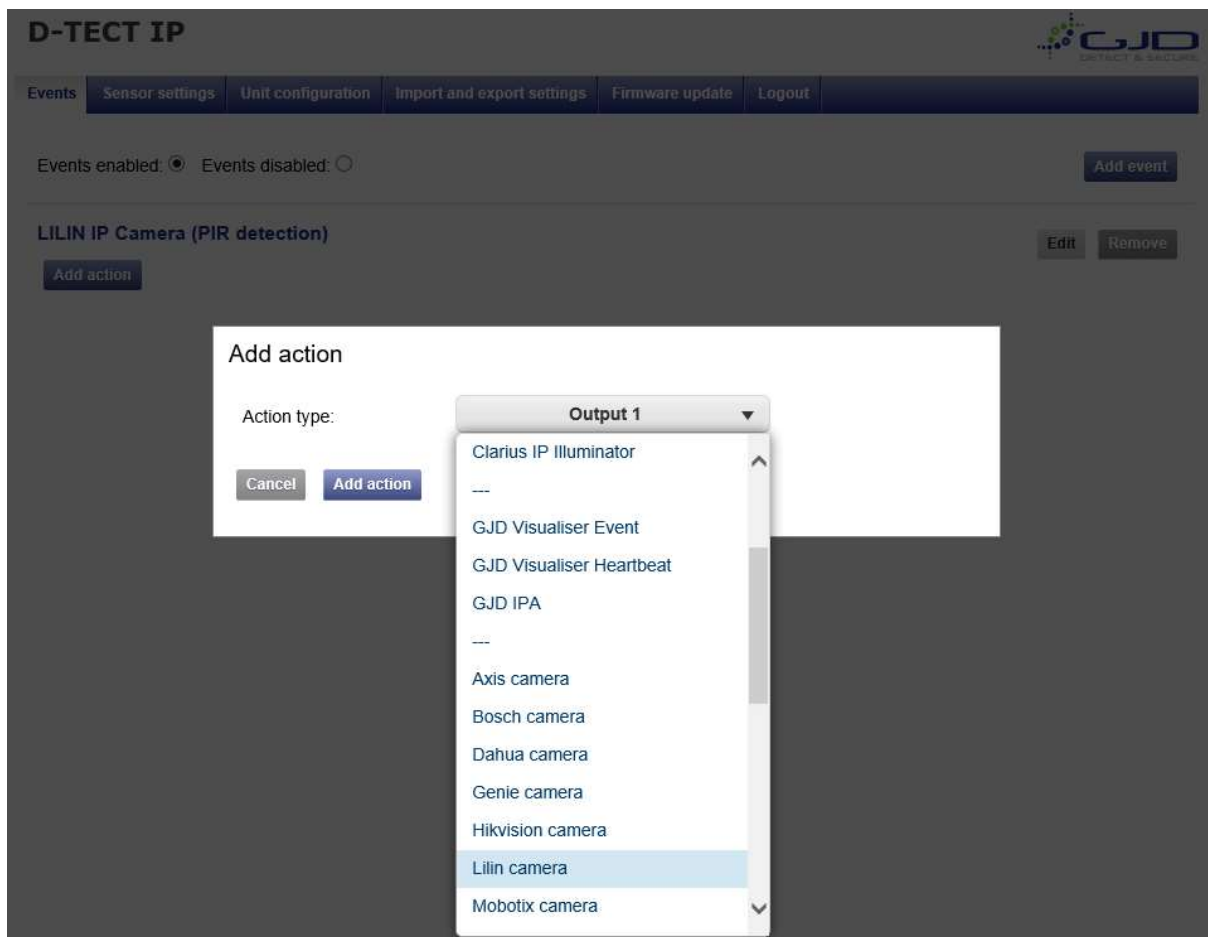 D-TECT IP
GJD
DETECT & SECURE
Events Sensor settings Unit configuration Import and export settings Firmware update Logout
Events enabled: Events disabled:
Add event
LILIN IP Camera (PIR detection)
Edit Remove
Add action
Add action
Action type:
Output 1
Cancel Add action
Clarius IP Illuminator
---
GJD Visualiser Event
GJD Visualiser Heartbeat
GJD IPA
---
Axis camera
Bosch camera
Dahua camera
Genie camera
Hikvision camera
Lilin camera
Mobotix camera